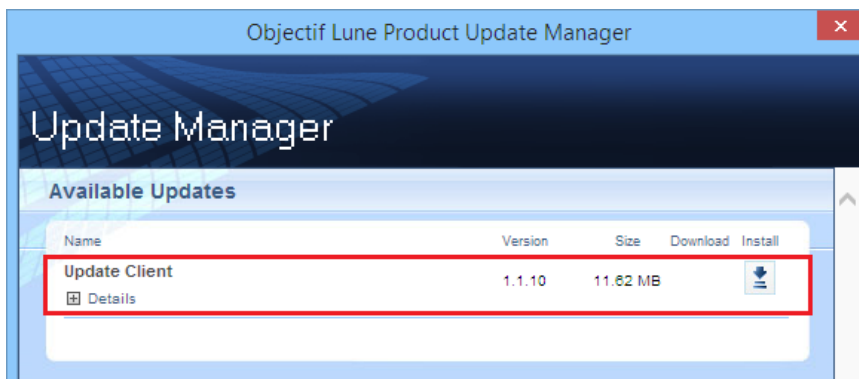 Objectif Lune Product Update Manager
Update Manager
Available Updates
Name Version Size Download Install
Update Client 1.1.10 11.62 MB
Details